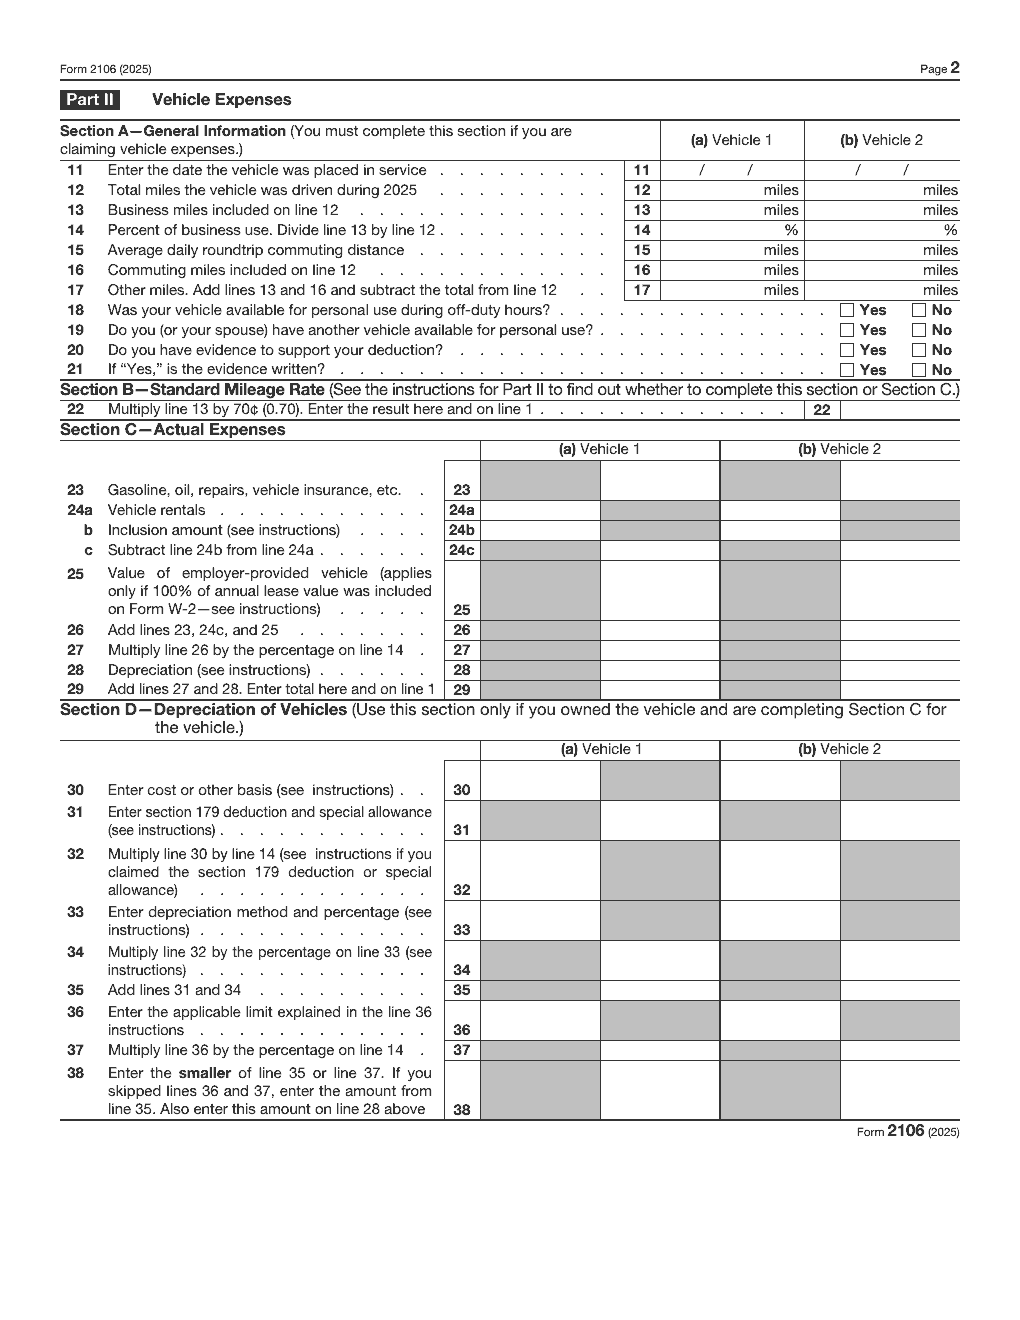 Form 2106 (2025) Page 2
Part II Vehicle Expenses
Section A—General Information (You must complete this section if you are
claiming vehicle expenses.)
(a) Vehicle 1 (b) Vehicle 2
11 Enter the date the vehicle was placed in service . . . . . . . . . 11 / / / /
12 Total miles the vehicle was driven during 2025 . . . . . . . . . 12 miles miles
13 Business miles included on line 12 . . . . . . . . . . . . . 13 miles miles
14 Percent of business use. Divide line 13 by line 12 . . . . . . . . . 14 % %
15 Average daily roundtrip commuting distance . . . . . . . . . . 15 miles miles
16 Commuting miles included on line 12 . . . . . . . . . . . . 16 miles miles
17 Other miles. Add lines 13 and 16 and subtract the total from line 12 . . 17 miles miles
18 Was your vehicle available for personal use during off-duty hours? . . . . . . . . . . . . . . Yes No
19 Do you (or your spouse) have another vehicle available for personal use? . . . . . . . . . . . . Yes No
20 Do you have evidence to support your deduction? . . . . . . . . . . . . . . . . . . . Yes No
21 If “Yes,” is the evidence written? . . . . . . . . . . . . . . . . . . . . . . . . . Yes No
Section B—Standard Mileage Rate (See the instructions for Part II to find out whether to complete this section or Section C.)
22 Multiply line 13 by 70¢ (0.70). Enter the result here and on line 1 . . . . . . . . . . . . . 22
Section C—Actual Expenses
(a) Vehicle 1 (b) Vehicle 2
23 Gasoline, oil, repairs, vehicle insurance, etc. . 23
24a Vehicle rentals . . . . . . . . . . . 24a
b Inclusion amount (see instructions) . . . . 24b
c Subtract line 24b from line 24a . . . . . . 24c
25 Value of employer-provided vehicle (applies
only if 100% of annual lease value was included
on Form W-2—see instructions) . . . . . 25
26 Add lines 23, 24c, and 25 . . . . . . . 26
27 Multiply line 26 by the percentage on line 14 . 27
28 Depreciation (see instructions) . . . . . . 28
29 Add lines 27 and 28. Enter total here and on line 1 29
Section D—Depreciation of Vehicles (Use this section only if you owned the vehicle and are completing Section C for
the vehicle.)
(a) Vehicle 1 (b) Vehicle 2
30 Enter cost or other basis (see instructions) . . 30
31 Enter section 179 deduction and special allowance
(see instructions) . . . . . . . . . . . 31
32 Multiply line 30 by line 14 (see instructions if you
claimed the section 179 deduction or special
allowance) . . . . . . . . . . . . 32
33 Enter depreciation method and percentage (see
instructions) . . . . . . . . . . . . 33
34 Multiply line 32 by the percentage on line 33 (see
instructions) . . . . . . . . . . . . 34
35 Add lines 31 and 34 . . . . . . . . . 35
36 Enter the applicable limit explained in the line 36
instructions . . . . . . . . . . . . 36
37 Multiply line 36 by the percentage on line 14 . 37
38 Enter the smaller of line 35 or line 37. If you
skipped lines 36 and 37, enter the amount from
line 35. Also enter this amount on line 28 above 38
Form 2106 (2025)